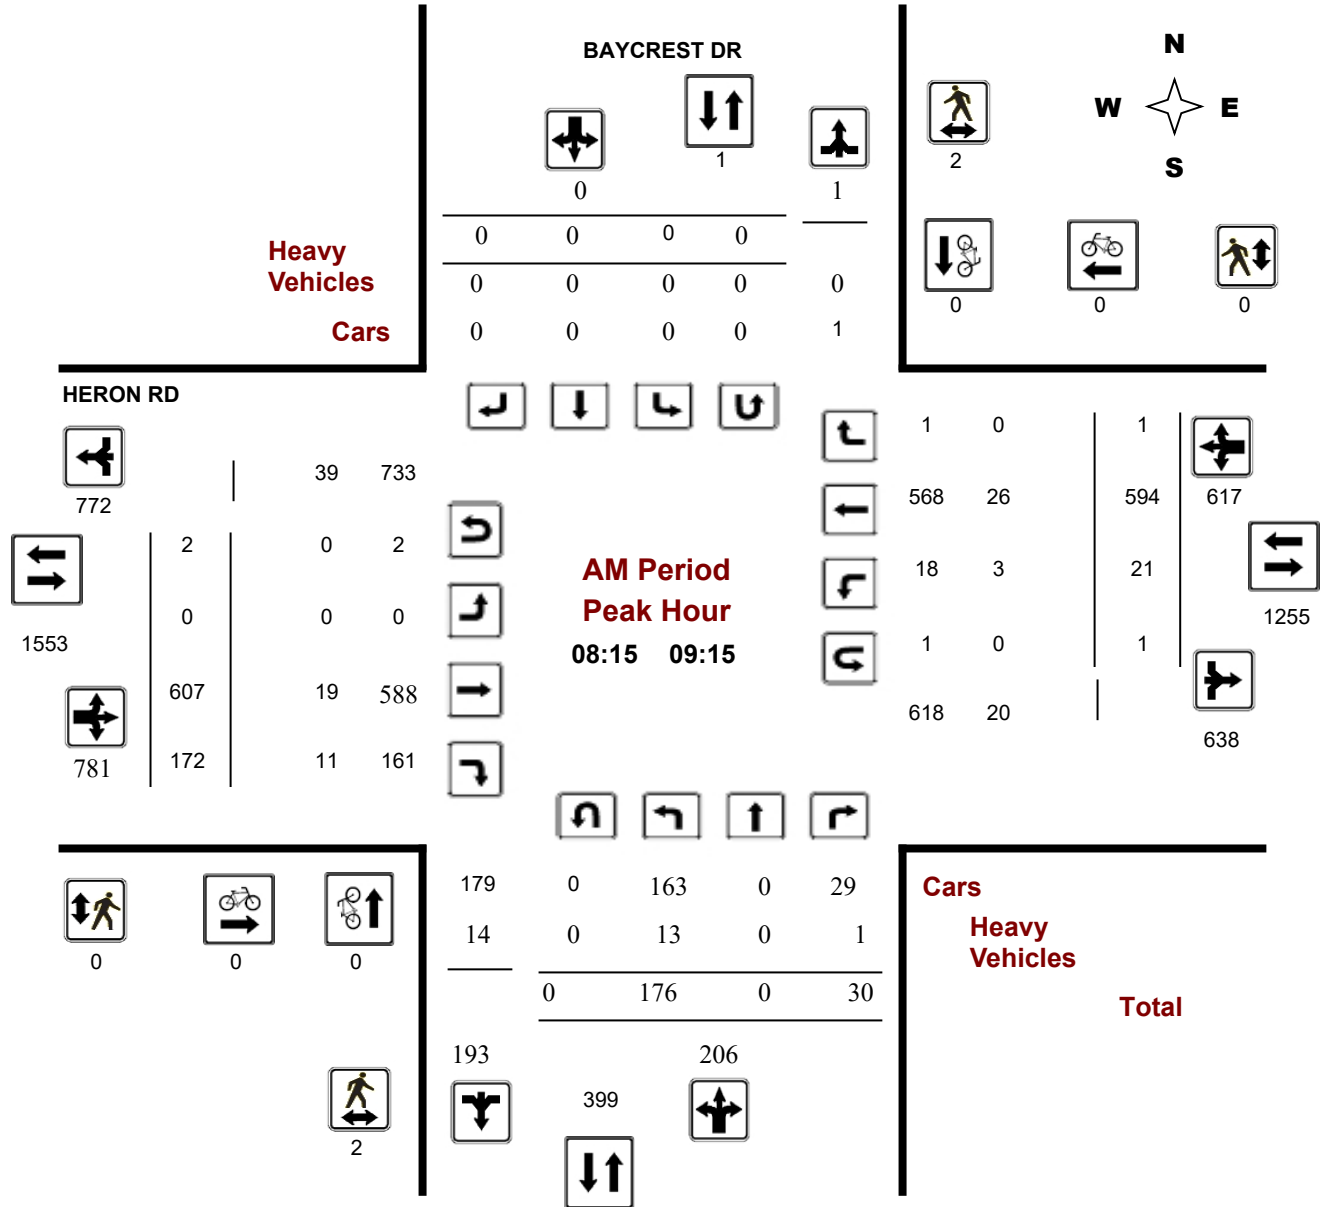 BAYCREST DR
N
W E
S
1
2
0 1
0 0 0 0
Heavy
Vehicles
0 0 0 0 0
0 0 0
Cars
0 0 0 0 1
HERON RD
1 0 1
39 733
772
568 26 594 617
2 0 2
AM Period
18 3 21
Peak Hour
0 0 0
1255
1553
08:15 09:15
1 0 1
607 19 588
618 20
638
781
172 11 161
179 0 163 0 29
Cars
14 0 13 0 1
Heavy
Vehicles
0 0 0
0 176 0 30
Total
193 206
399
2